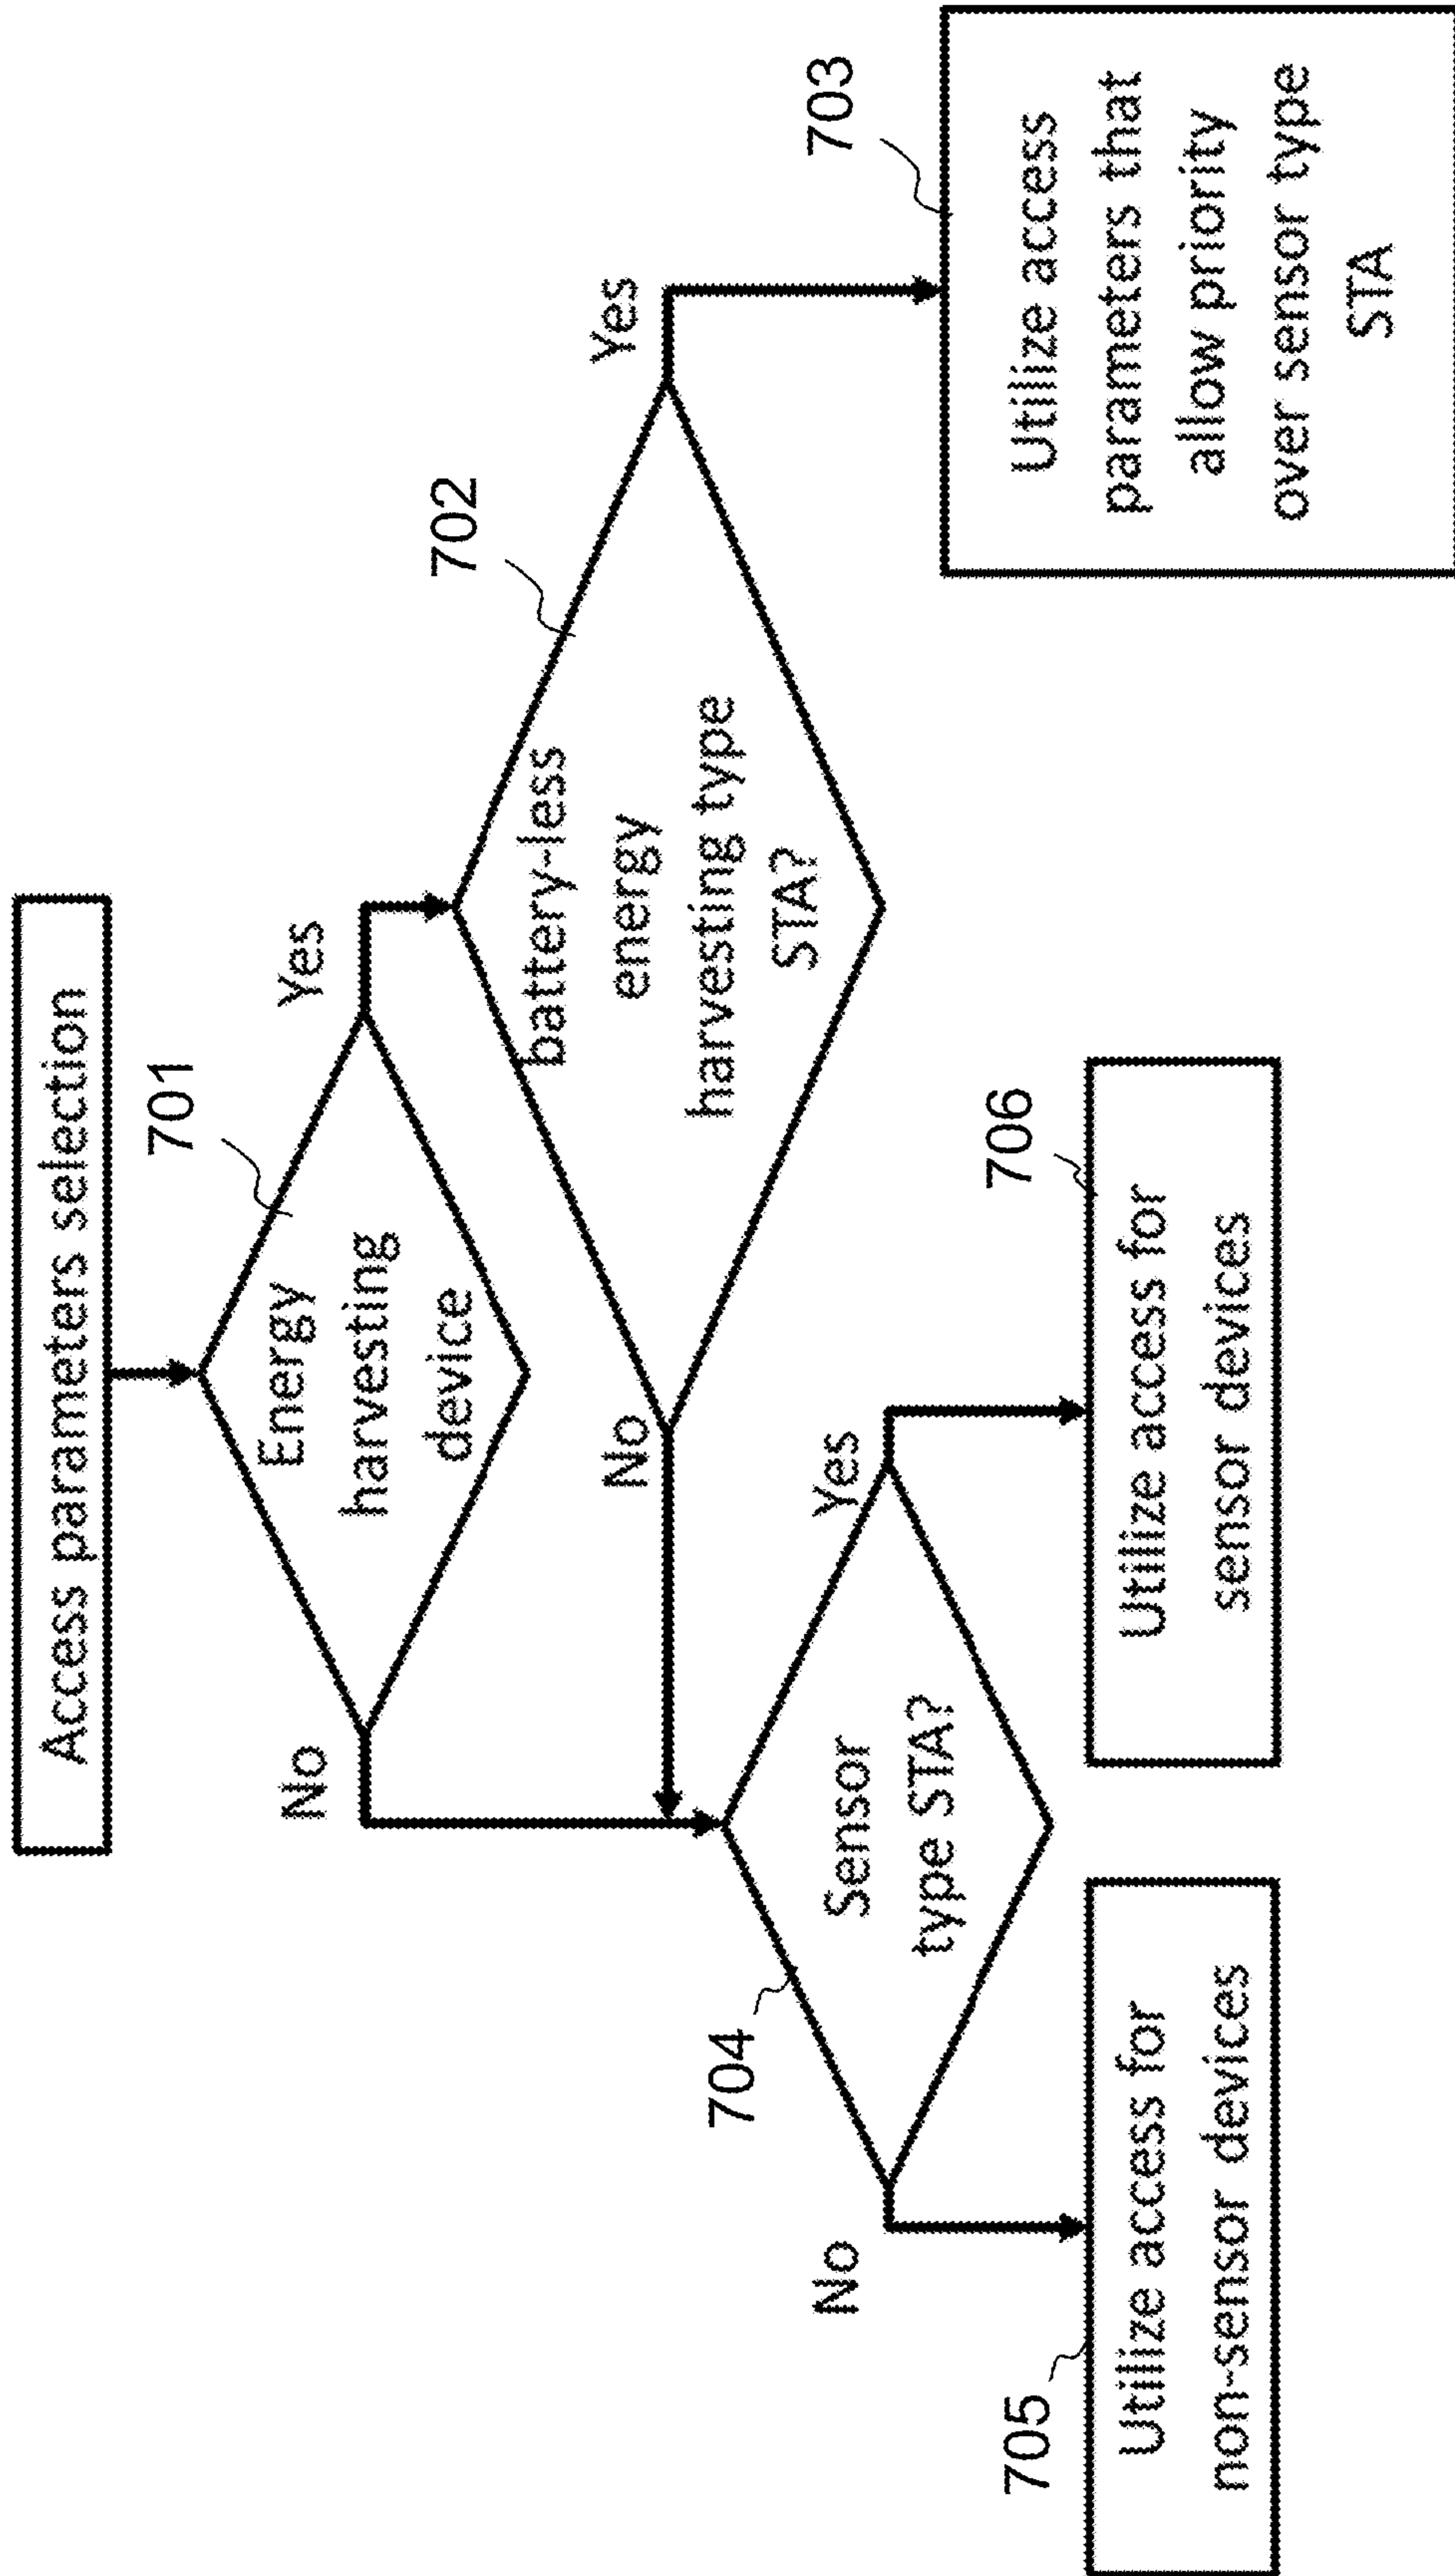 Access parameters selection
701
Energy
harvesting
device
Yes
No
702
battery-less
energy
harvesting type
STA?
Yes
No
703
Utilize access
parameters that
allow priority
over sensor type
STA
704
Sensor
type STA?
Yes
No
705
Utilize access for
non-sensor devices
706
Utilize access for
sensor devices